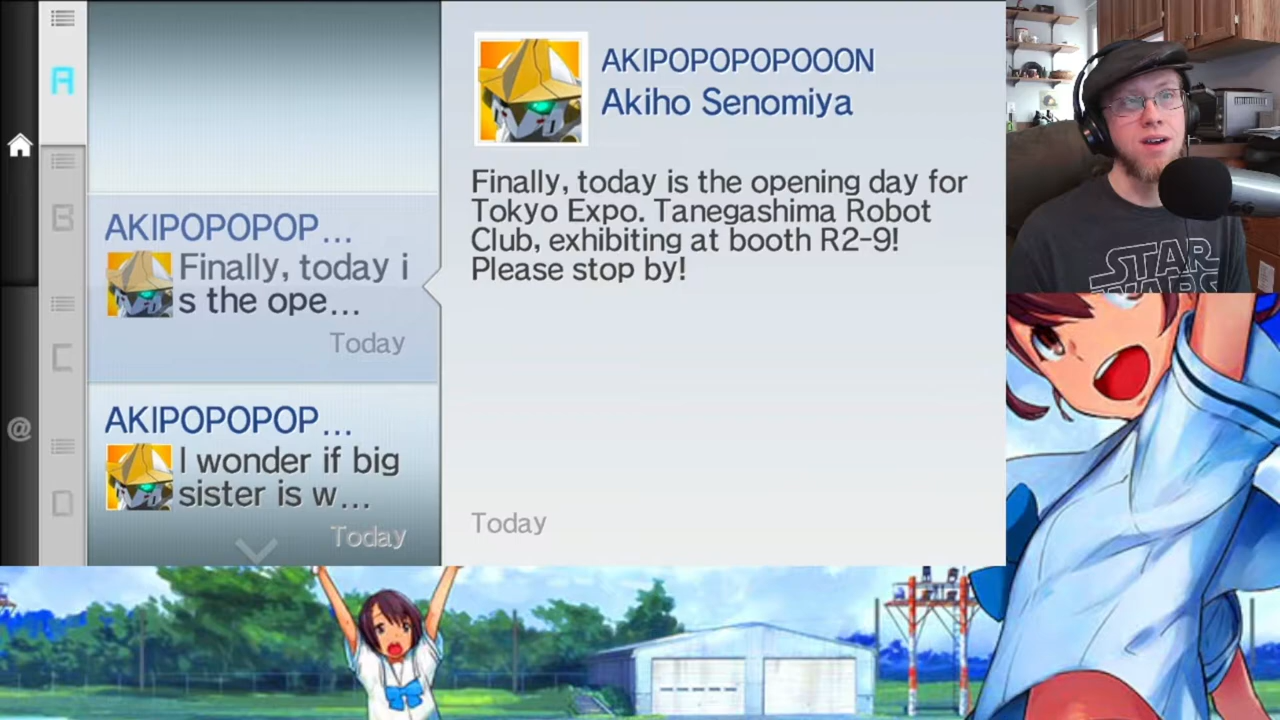 A
B
C
D
@
AKIPOPOPOP...
Finally, today i
s the ope...
Today
AKIPOPOPOP...
I wonder if big
sister is w...
Today
AKIPOPOPOPOOON
Akiho Senomiya
Finally, today is the opening day for
Tokyo Expo. Tanegashima Robot
Club, exhibiting at booth R2-9!
Please stop by!
Today
STAR
WARS